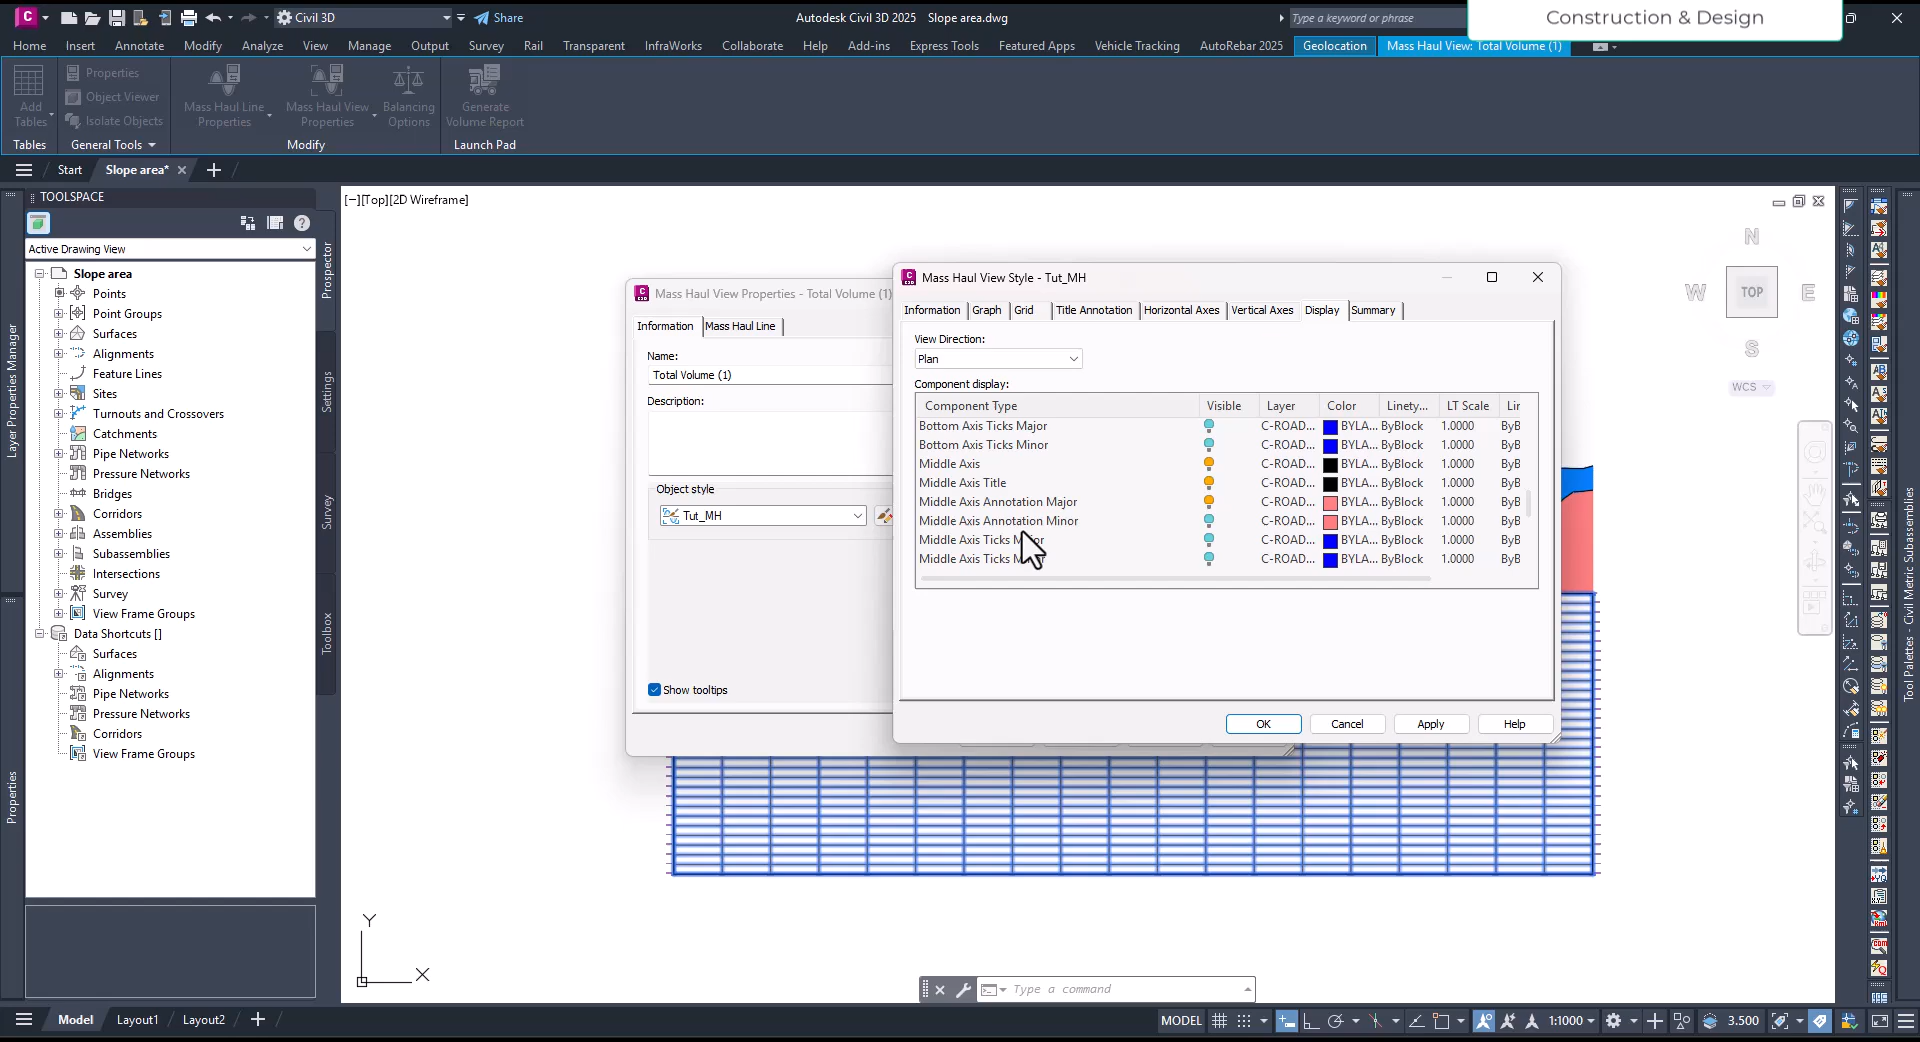 Civil 3D
Share
Autodesk Civil 3D 2025 Slope area.dwg
Type a keyword or phrase
Construction & Design
Home Insert Annotate Modify Analyze View Manage Output Survey Rail Transparent InfraWorks Collaborate Help Add-ins Express Tools Featured Apps Vehicle Tracking AutoRebar 2025 Geolocation Mass Haul View: Total Volume (1)
Add
Tables
Properties
Object Viewer
Isolate Objects
Mass Haul Line
Properties
Mass Haul View
Properties
Balancing
Options
Generate
Volume Report
Tables General Tools Modify Launch Pad
Start Slope area*
TOOLSPACE
[−][Top][2D Wireframe]
Active Drawing View
Slope area
Points
Point Groups
Surfaces
Alignments
Feature Lines
Sites
Turnouts and Crossovers
Catchments
Pipe Networks
Pressure Networks
Bridges
Corridors
Assemblies
Subassemblies
Intersections
Survey
View Frame Groups
Data Shortcuts []
Surfaces
Alignments
Pipe Networks
Pressure Networks
Corridors
View Frame Groups
Layer Properties Manager
Properties
Prospector
Settings
Survey
Toolbox
Mass Haul View Properties - Total Volume (1)
Information Mass Haul Line
Name:
Total Volume (1)
Description:
Object style
Tut_MH
Show tooltips
Mass Haul View Style - Tut_MH
Information Graph Grid Title Annotation Horizontal Axes Vertical Axes Display Summary
View Direction:
Plan
Component display:
Component Type Visible Layer Color Linety... LT Scale Lir
Bottom Axis Ticks Major C-ROAD... BYLA... ByBlock 1.0000 ByB
Bottom Axis Ticks Minor C-ROAD... BYLA... ByBlock 1.0000 ByB
Middle Axis C-ROAD... BYLA... ByBlock 1.0000 ByB
Middle Axis Title C-ROAD... BYLA... ByBlock 1.0000 ByB
Middle Axis Annotation Major C-ROAD... BYLA... ByBlock 1.0000 ByB
Middle Axis Annotation Minor C-ROAD... BYLA... ByBlock 1.0000 ByB
Middle Axis Ticks C-ROAD... BYLA... ByBlock 1.0000 ByB
Middle Axis Ticks C-ROAD... BYLA... ByBlock 1.0000 ByB
OK Cancel Apply Help
N
W TOP E
S
WCS
Tool Palettes - Civil Metric Subassemblies
Y
X
Type a command
Model Layout1 Layout2
MODEL 1:1000 3.500